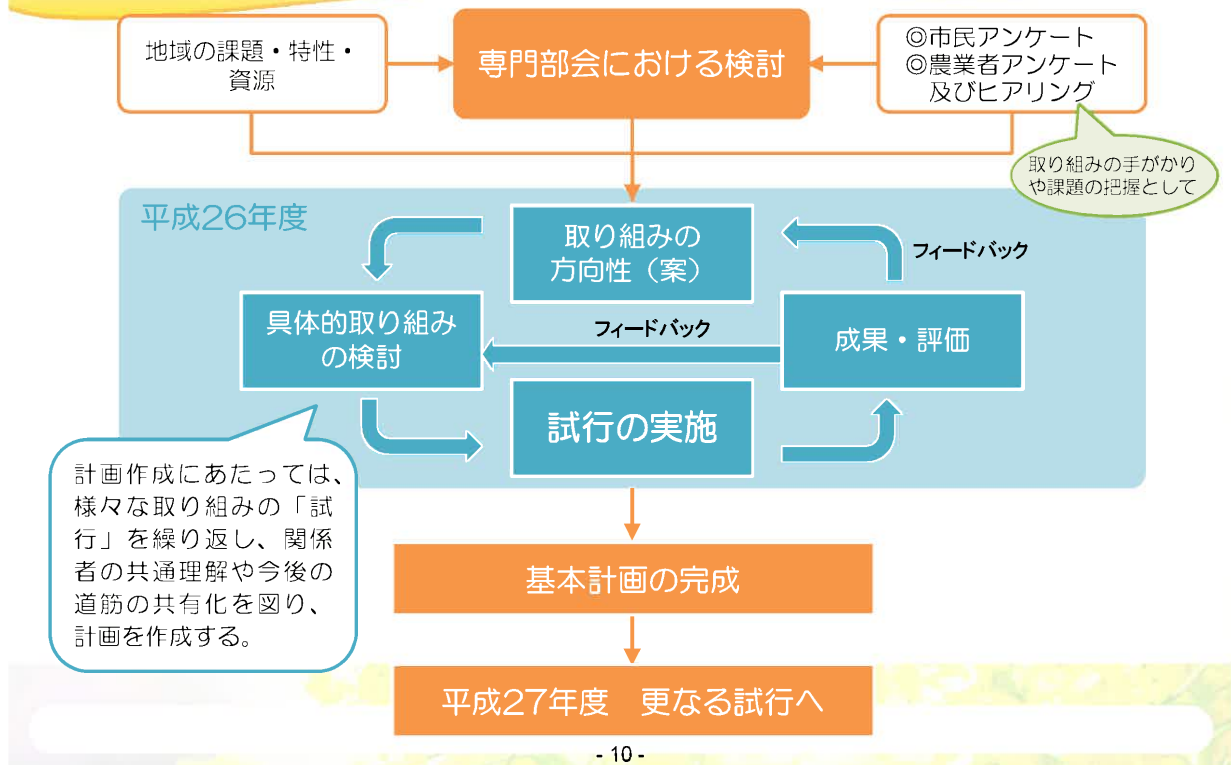 地域の課題・特性・
資源
専門部会における検討
◎市民アンケート
◎農業者アンケート
及びヒアリング
取り組みの手がかり
や課題の把握として
平成26年度
取り組みの
方向性（案）
フィードバック
具体的取り組み
の検討
フィードバック
成果・評価
試行の実施
計画作成にあたっては、
様々な取り組みの「試
行」を繰り返し、関係
者の共通理解や今後の
道筋の共有化を図り、
計画を作成する。
基本計画の完成
平成27年度　更なる試行へ
- 10 -